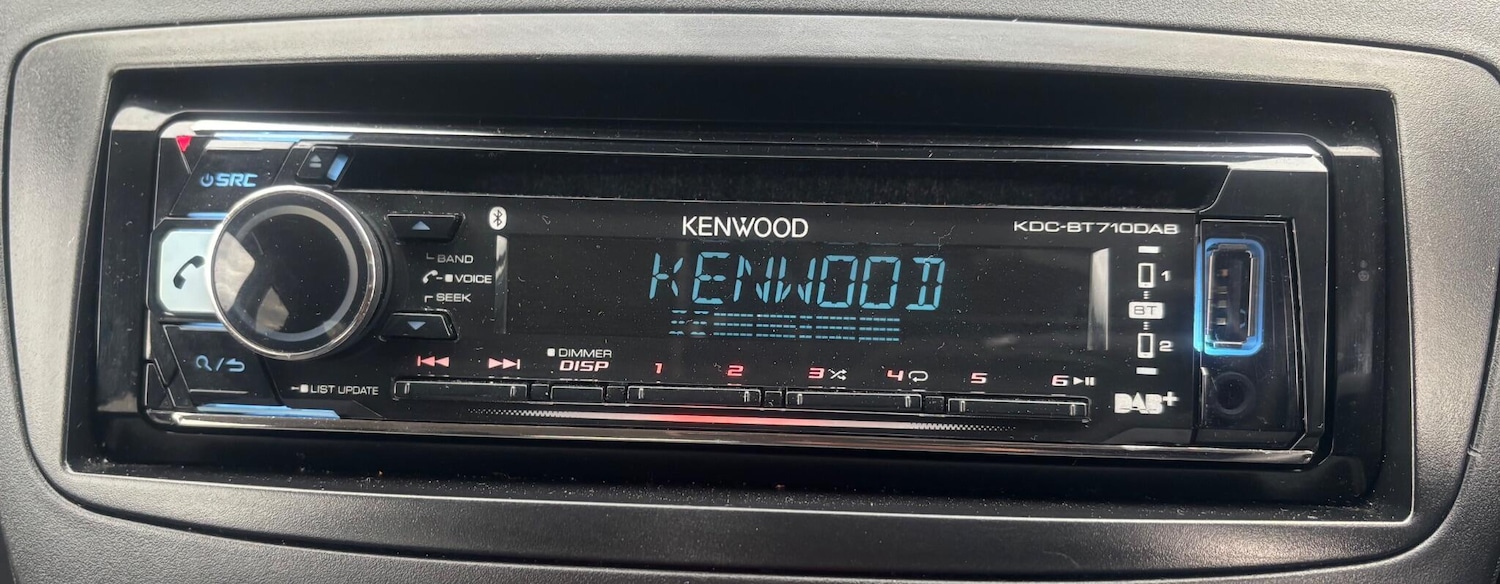 SRC
KENWOOD
KDC-BT710DAB
BAND
VOICE
SEEK
KENWOOD
1
BT
2
DIMMER
DISP
1
2
3
4
5
6
LIST UPDATE
DAB+